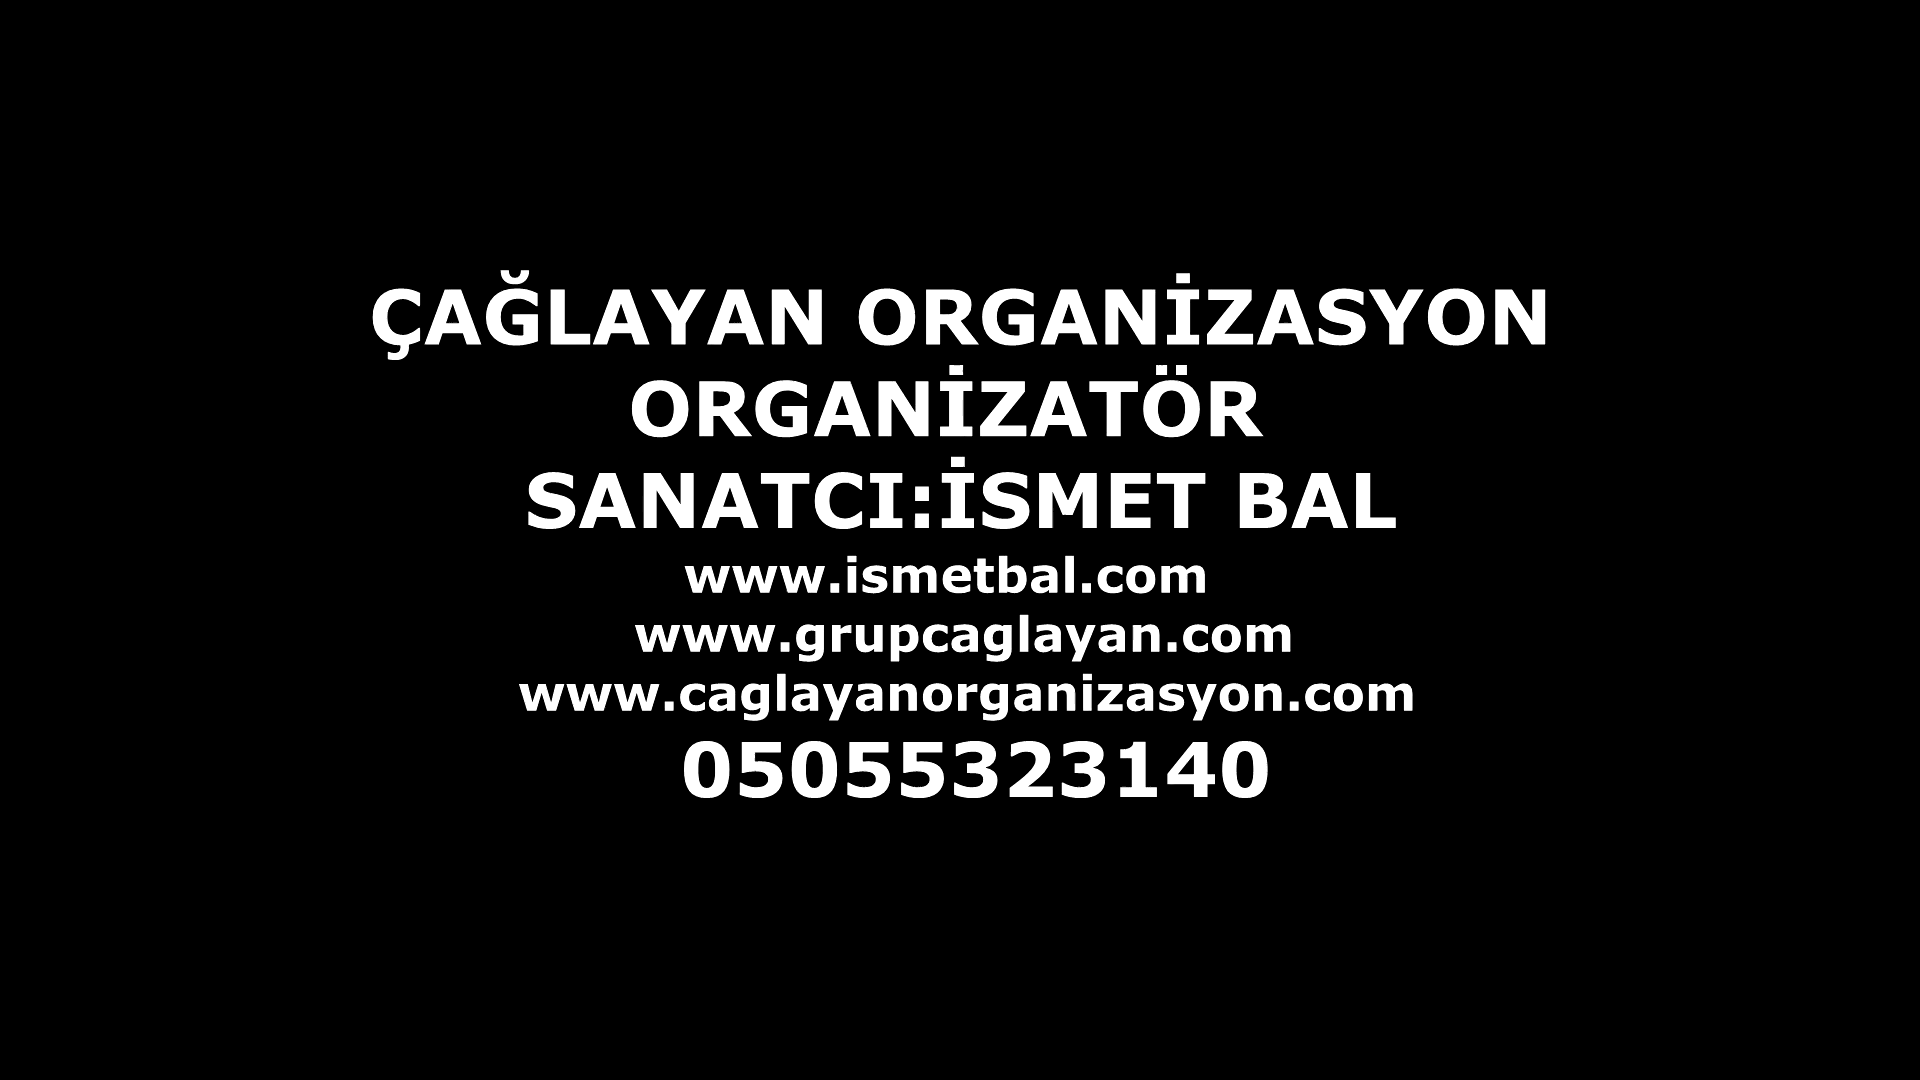 ÇAĞLAYAN ORGANİZASYON
ORGANİZATÖR
SANATCI:İSMET BAL
www.ismetbal.com
www.grupcaglayan.com
www.caglayanorganizasyon.com
05055323140